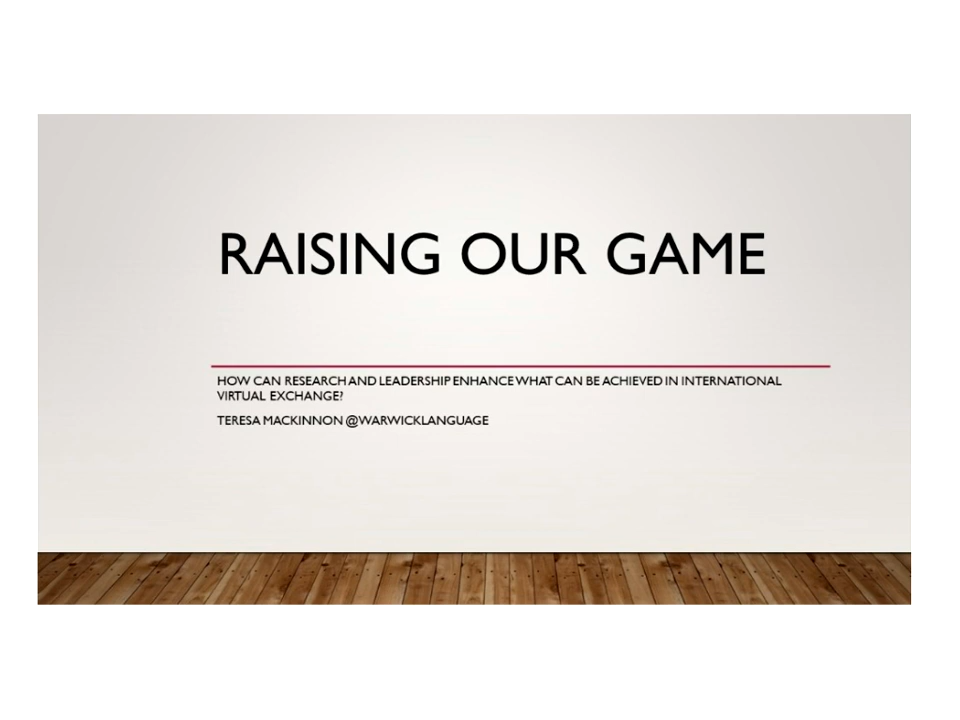 RAISING OUR GAME
HOW CAN RESEARCH AND LEADERSHIP ENHANCE WHAT CAN BE ACHIEVED IN INTERNATIONAL
VIRTUAL EXCHANGE?
TERESA MACKINNON @WARWICKLANGUAGE